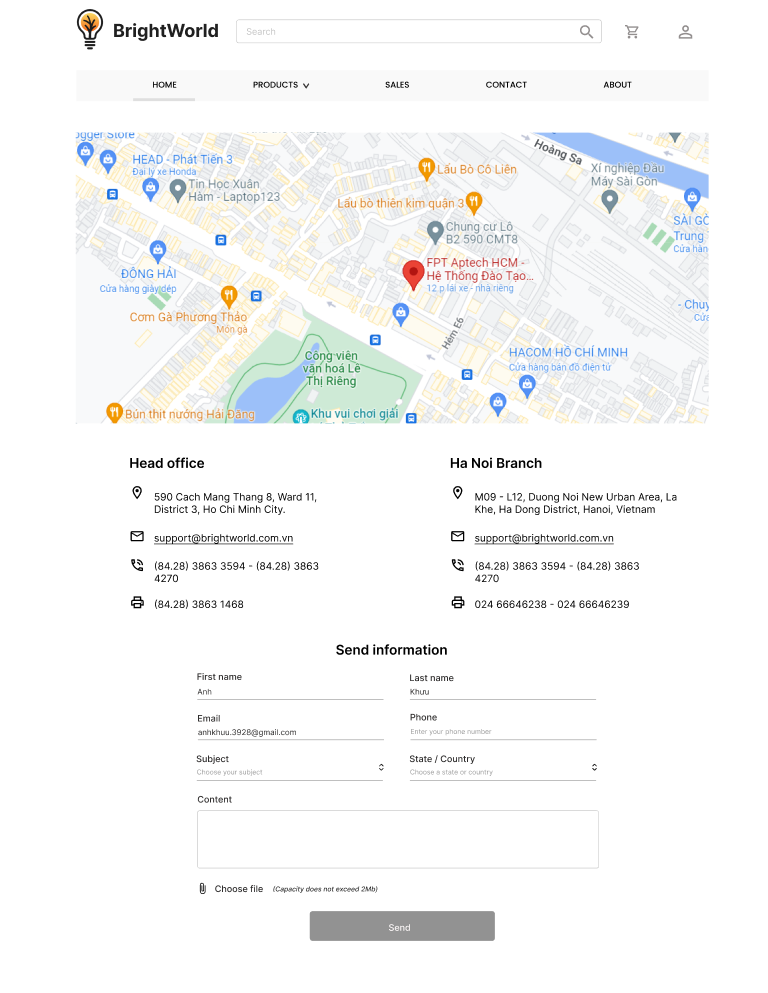 BrightWorld
Search
HOME
PRODUCTS
SALES
CONTACT
ABOUT
ogger Store
HEAD - Phát Tiến 3
Đại lý xe Honda
Tin Học Xuân
Hàm - Laptop123
Lẩu Bò Cô Liên
Lẩu bò thiên kim quận 3
Hoàng Sa
Xí nghiệp Đầu
Máy Sài Gòn
Chung cư Lô
B2 590 CMT8
SÀI GÒ
Trung
Cửa hàn
FPT Aptech HCM -
Hệ Thống Đào Tạo...
12 p lái xe - nhà riêng
ĐÔNG HẢI
Cửa hàng giày dép
Cơm Gà Phương Thảo
Món gà
- Chuy
Cửa
Hẻm E6
Công viên
văn hoá Lê
Thị Riêng
HACOM HỒ CHÍ MINH
Cửa hàng bán đồ điện tử
Bún thịt nướng Hải Đăng
Khu vui chơi giải
Head office
590 Cach Mang Thang 8, Ward 11,
District 3, Ho Chi Minh City.
support@brightworld.com.vn
(84.28) 3863 3594 - (84.28) 3863
4270
(84.28) 3863 1468
Ha Noi Branch
M09 - L12, Duong Noi New Urban Area, La
Khe, Ha Dong District, Hanoi, Vietnam
support@brightworld.com.vn
(84.28) 3863 3594 - (84.28) 3863
4270
024 66646238 - 024 66646239
Send information
First name
Anh
Last name
Khuu
Email
anhkhuu.3928@gmail.com
Phone
Enter your phone number
Subject
Choose your subject
State / Country
Choose a state or country
Content
Choose file
(Capacity does not exceed 2Mb)
Send